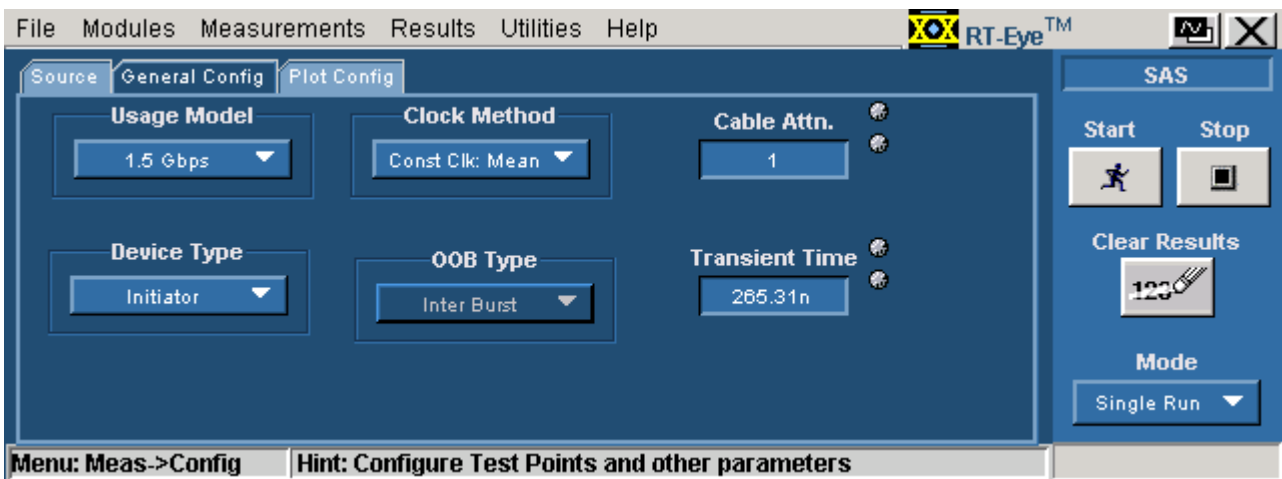 File Modules Measurements Results Utilities Help RT-Eye™
Source General Config Plot Config SAS
Usage Model Clock Method Cable Attn. Start Stop
1.5 Gbps Const Clk: Mean 1
Device Type OOB Type Transient Time Clear Results
Initiator Inter Burst 265.31n 123
Mode
Single Run
Menu: Meas->Config Hint: Configure Test Points and other parameters